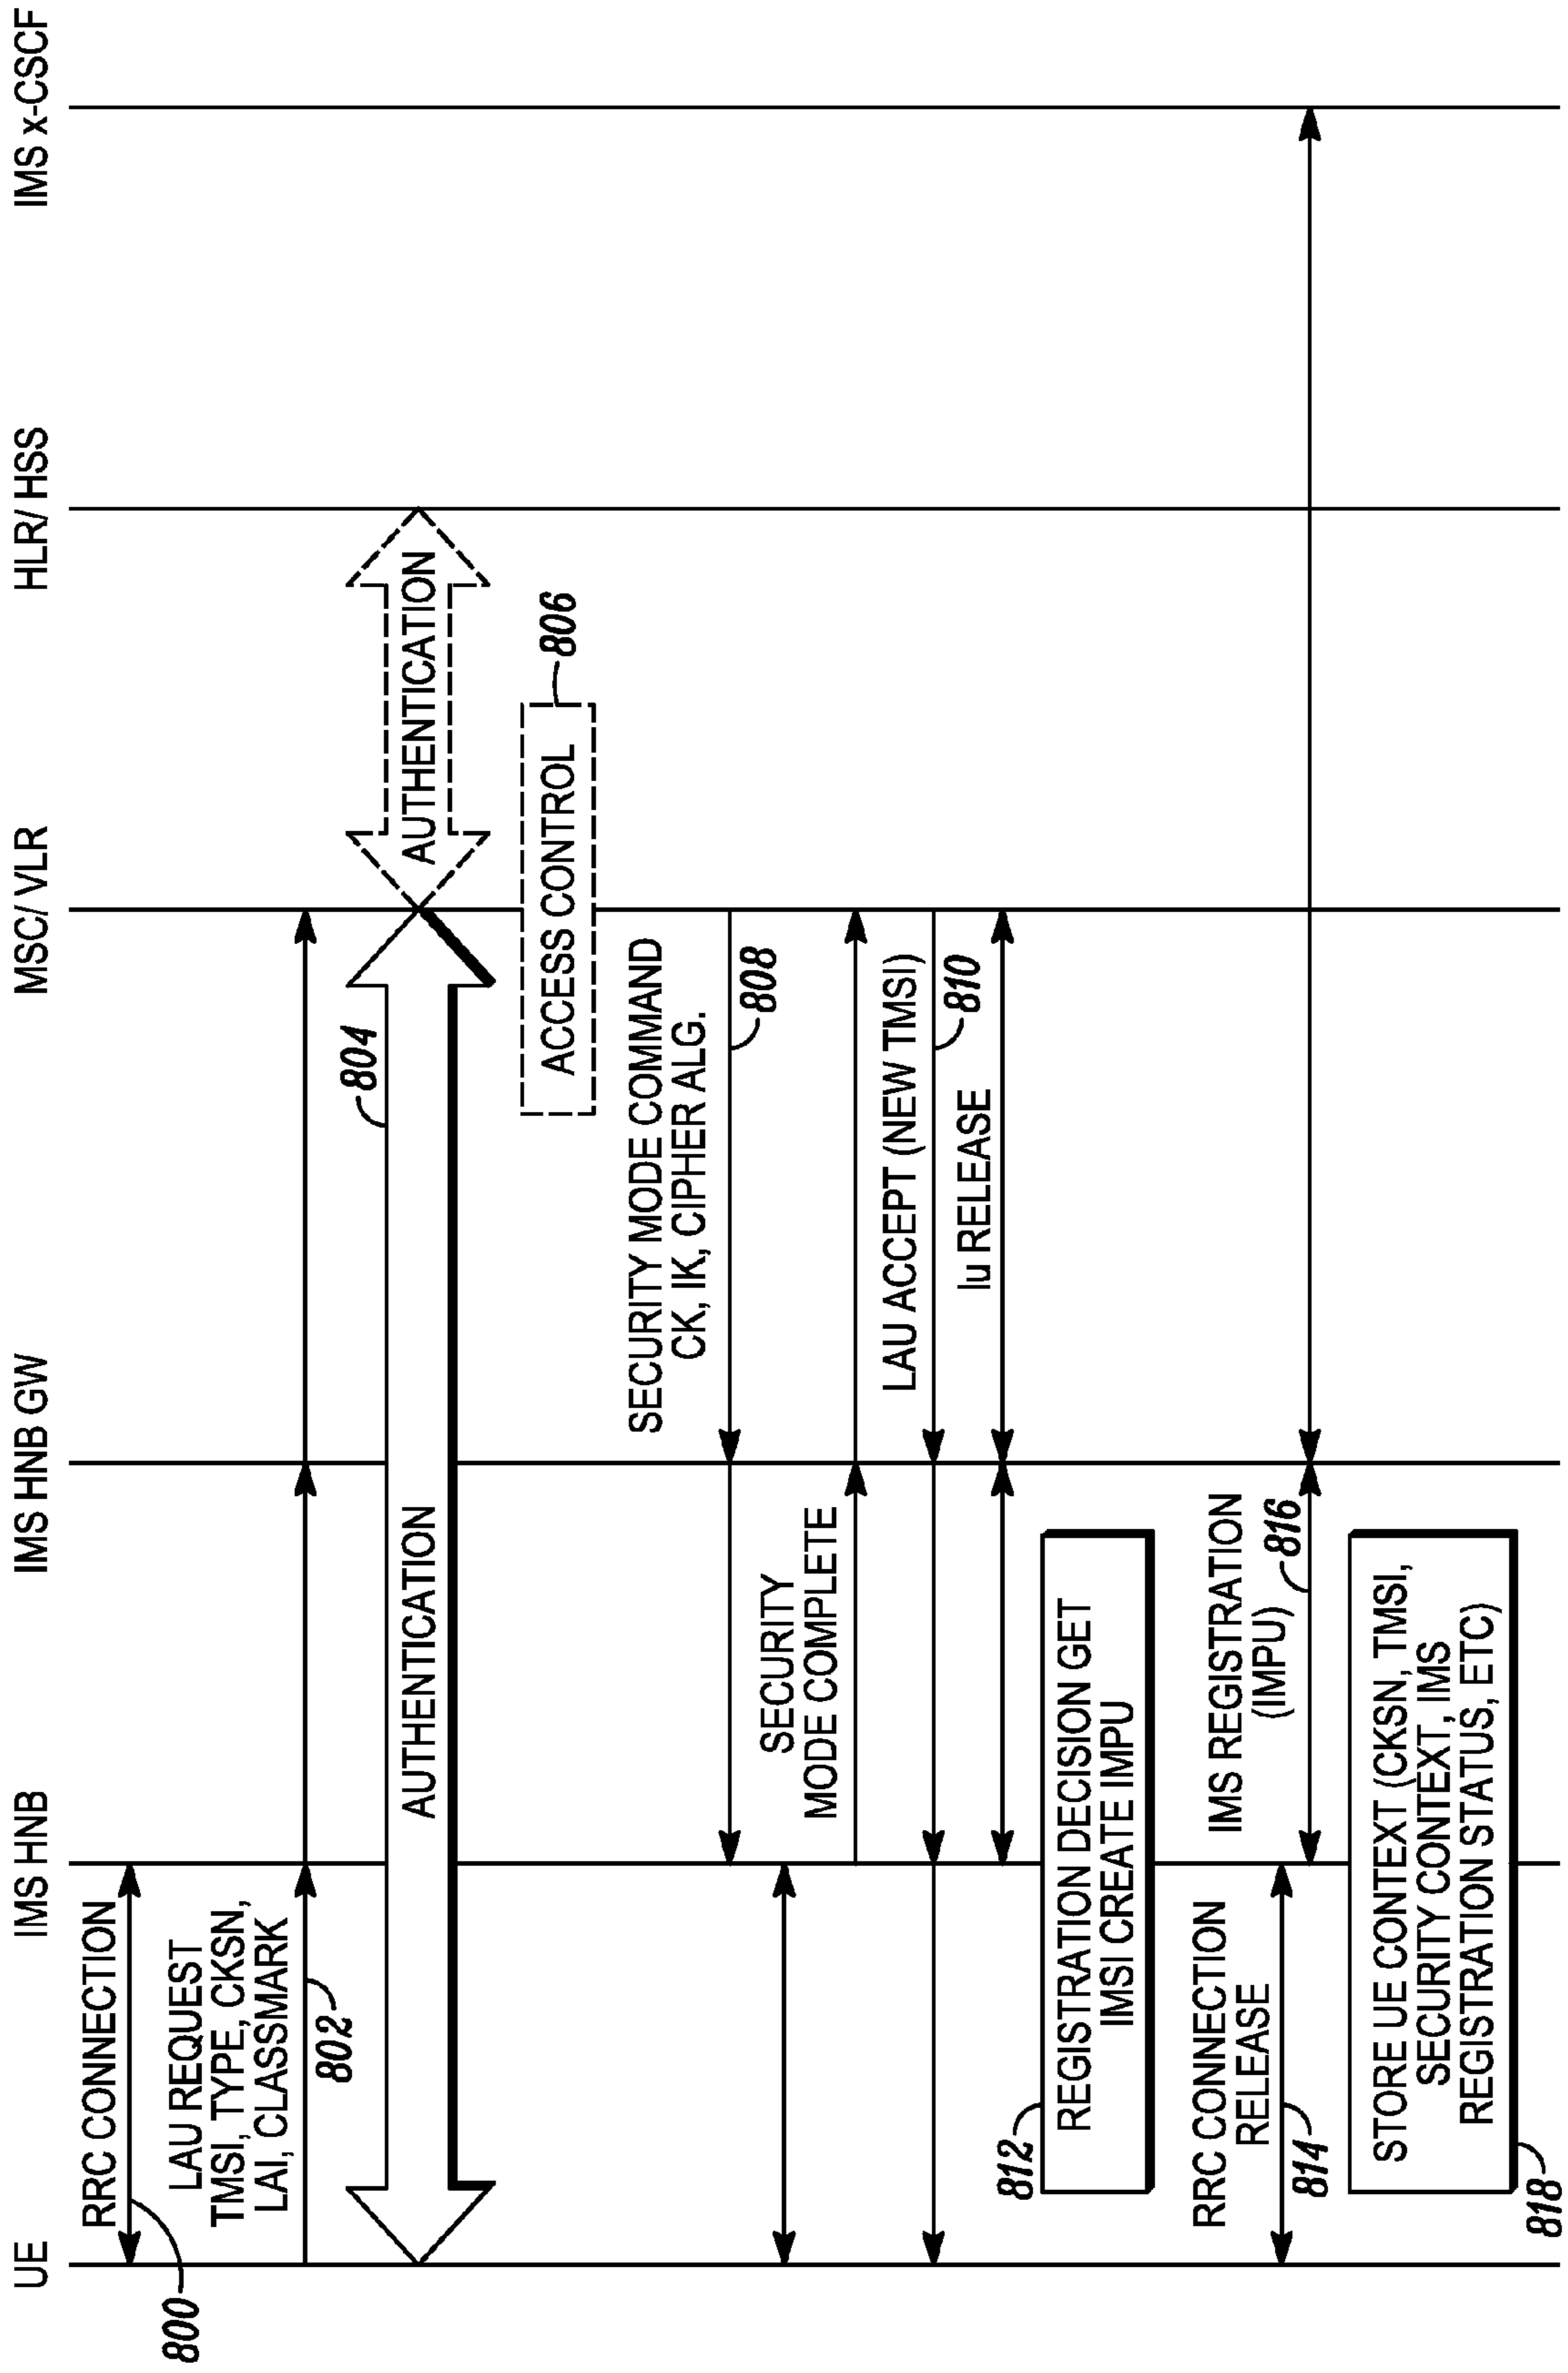 UE
IMS HNB
IMS HNB GW
MSC/ VLR
HLR/ HSS
IMS x-CSCF
RRC CONNECTION
800
LAU REQUEST
TMSI, TYPE, CKSN,
LAI, CLASSMARK
802
804
AUTHENTICATION
AUTHENTICATION
ACCESS CONTROL
806
SECURITY MODE COMMAND
CK, IK, CIPHER ALG.
808
SECURITY
MODE COMPLETE
LAU ACCEPT (NEW TMSI)
810
Iu RELEASE
812
REGISTRATION DECISION GET
IMSI CREATE IMPU
RRC CONNECTION
RELEASE
814
IMS REGISTRATION
(IMPU)
816
STORE UE CONTEXT (CKSN, TMSI,
SECURITY CONTEXT, IMS
REGISTRATION STATUS, ETC)
818